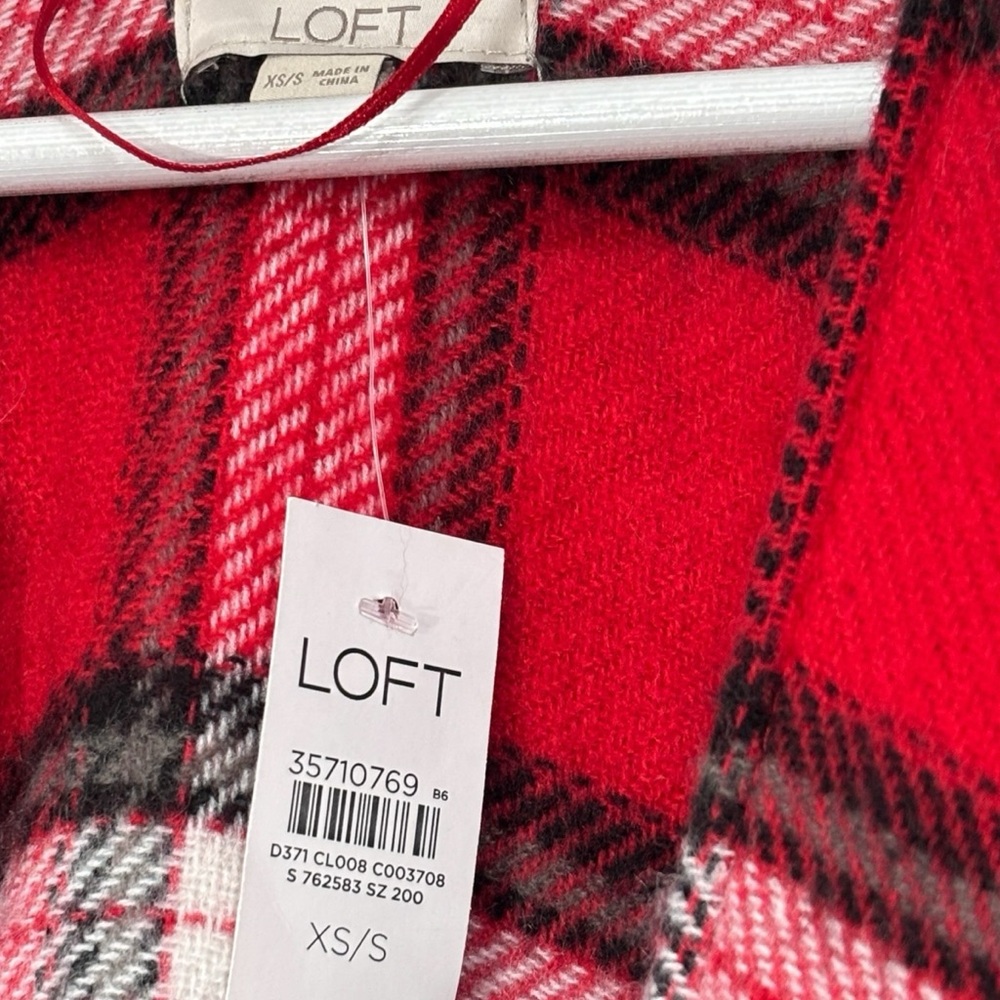 LOFT
XS/S MADE IN
CHINA
LOFT
35710769 B6
D371 CL008 C003708
S 762583 SZ 200
XS/S